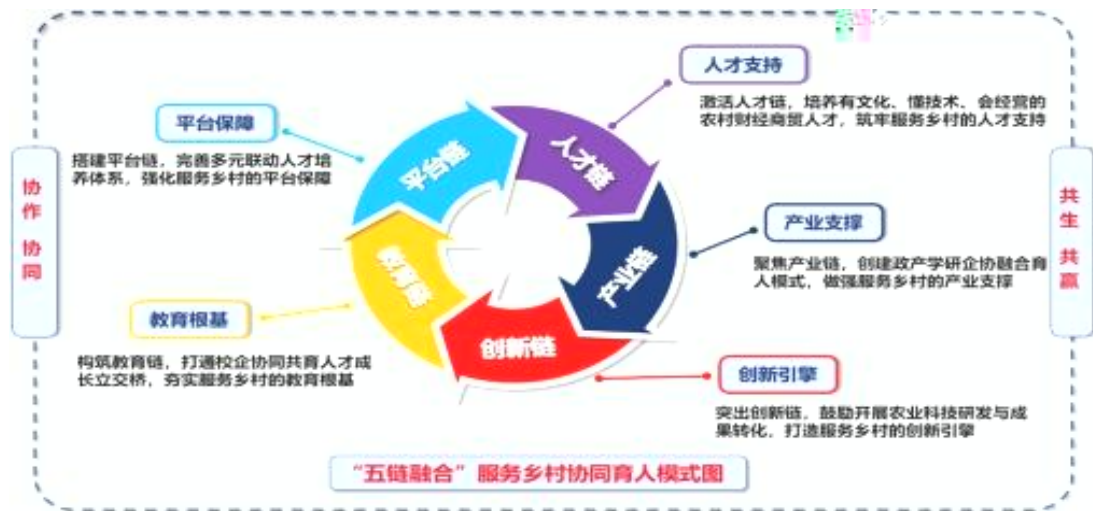 人才支持
激活人才链，培养有文化、懂技术、会经营的
农村财经商贸人才，筑牢服务乡村的人才支持
平台保障
搭建平台链，完善多元联动人才培
养体系，强化服务乡村的平台保障
平台链
人才链
协作 协同
共生 共赢
产业支撑
聚焦产业链，创建政产学研企协融合育
人模式，做强服务乡村的产业支撑
教育链
产业链
教育根基
构筑教育链，打通校企协同共育人才成
长立交桥，夯实服务乡村的教育根基
创新链
创新引擎
突出创新链，鼓励开展农业科技研发与成
果转化，打造服务乡村的创新引擎
“五链融合”服务乡村协同育人模式图